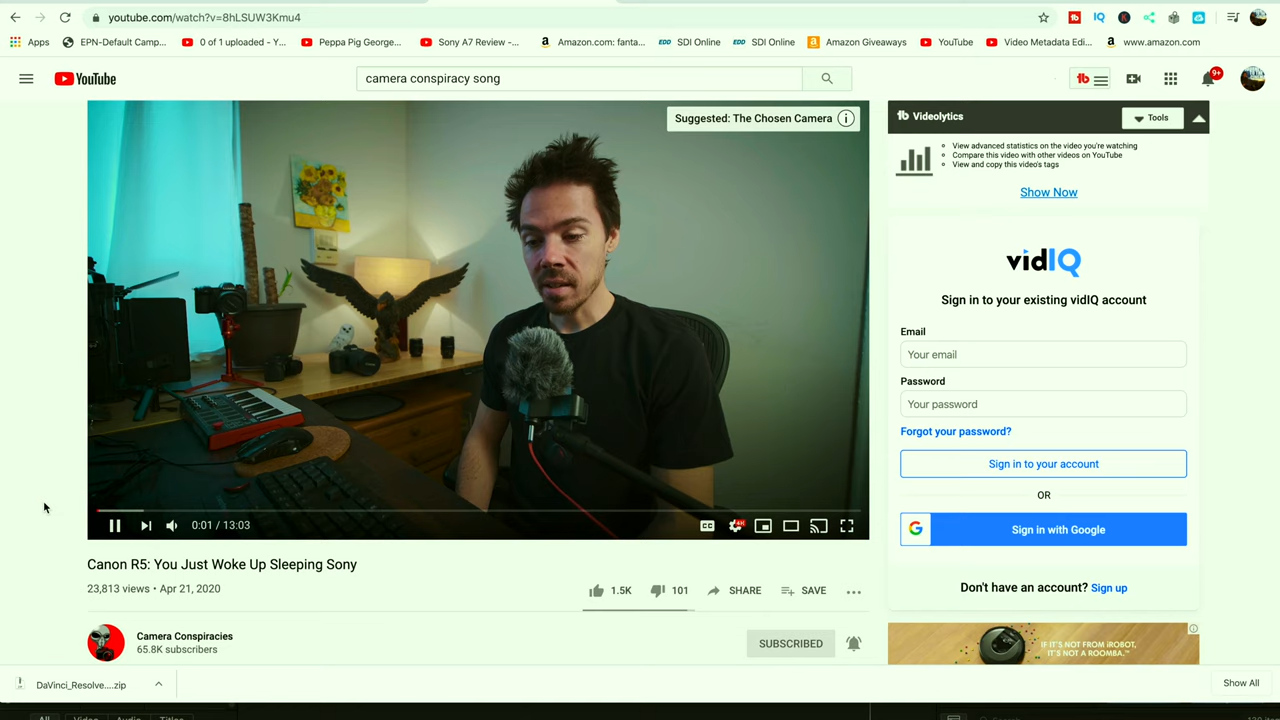 youtube.com/watch?v=8hLSUW3Kmu4
Apps EPN-Default Camp... 0 of 1 uploaded - Y... Peppa Pig George... Sony A7 Review -... Amazon.com: fanta... SDI Online SDI Online Amazon Giveaways YouTube Video Metadata Edi... www.amazon.com
YouTube
camera conspiracy song
9+
Suggested: The Chosen Camera
0:01 / 13:03
CC
Canon R5: You Just Woke Up Sleeping Sony
23,813 views • Apr 21, 2020
1.5K 101 SHARE SAVE
Camera Conspiracies
65.8K subscribers
SUBSCRIBED
Videolytics
Tools
View advanced statistics on the video you're watching
Compare this video with other videos on YouTube
View and copy this video's tags
Show Now
vidIQ
Sign in to your existing vidIQ account
Email
Your email
Password
Your password
Forgot your password?
Sign in to your account
OR
Sign in with Google
Don't have an account? Sign up
IF IT'S NOT FROM iROBOT,
IT'S NOT A ROOMBA.™
DaVinci_Resolve....zip
Show All
All Video Audio Titles